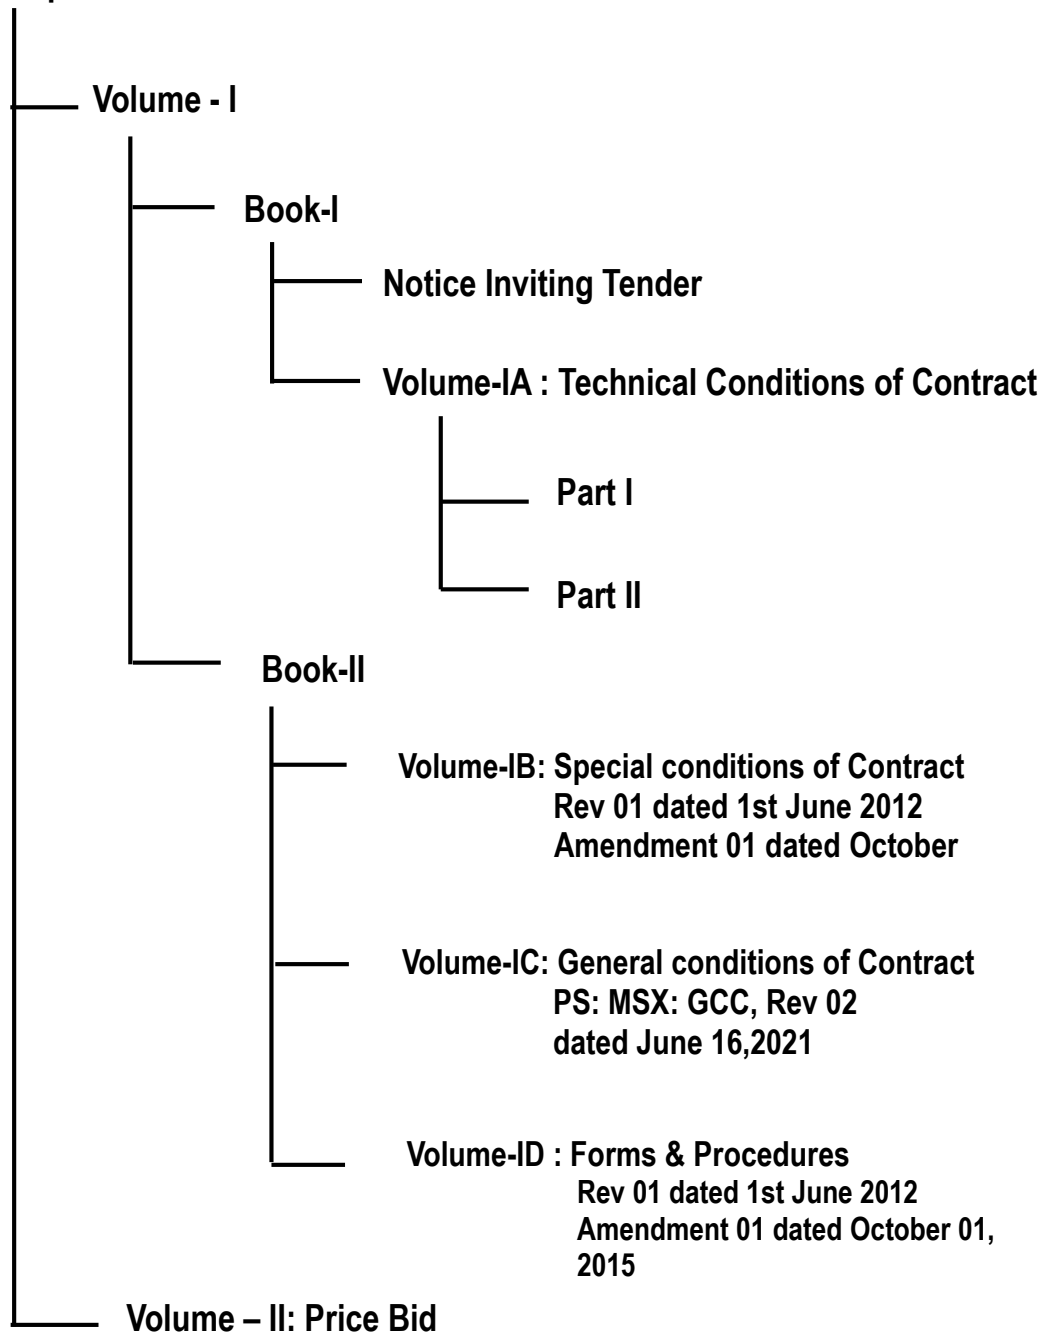 Volume - I
Book-I
Notice Inviting Tender
Volume-IA : Technical Conditions of Contract
Part I
Part II
Book-II
Volume-IB: Special conditions of Contract
Rev 01 dated 1st June 2012
Amendment 01 dated October
Volume-IC: General conditions of Contract
PS: MSX: GCC, Rev 02
dated June 16,2021
Volume-ID : Forms & Procedures
Rev 01 dated 1st June 2012
Amendment 01 dated October 01,
2015
Volume – II: Price Bid